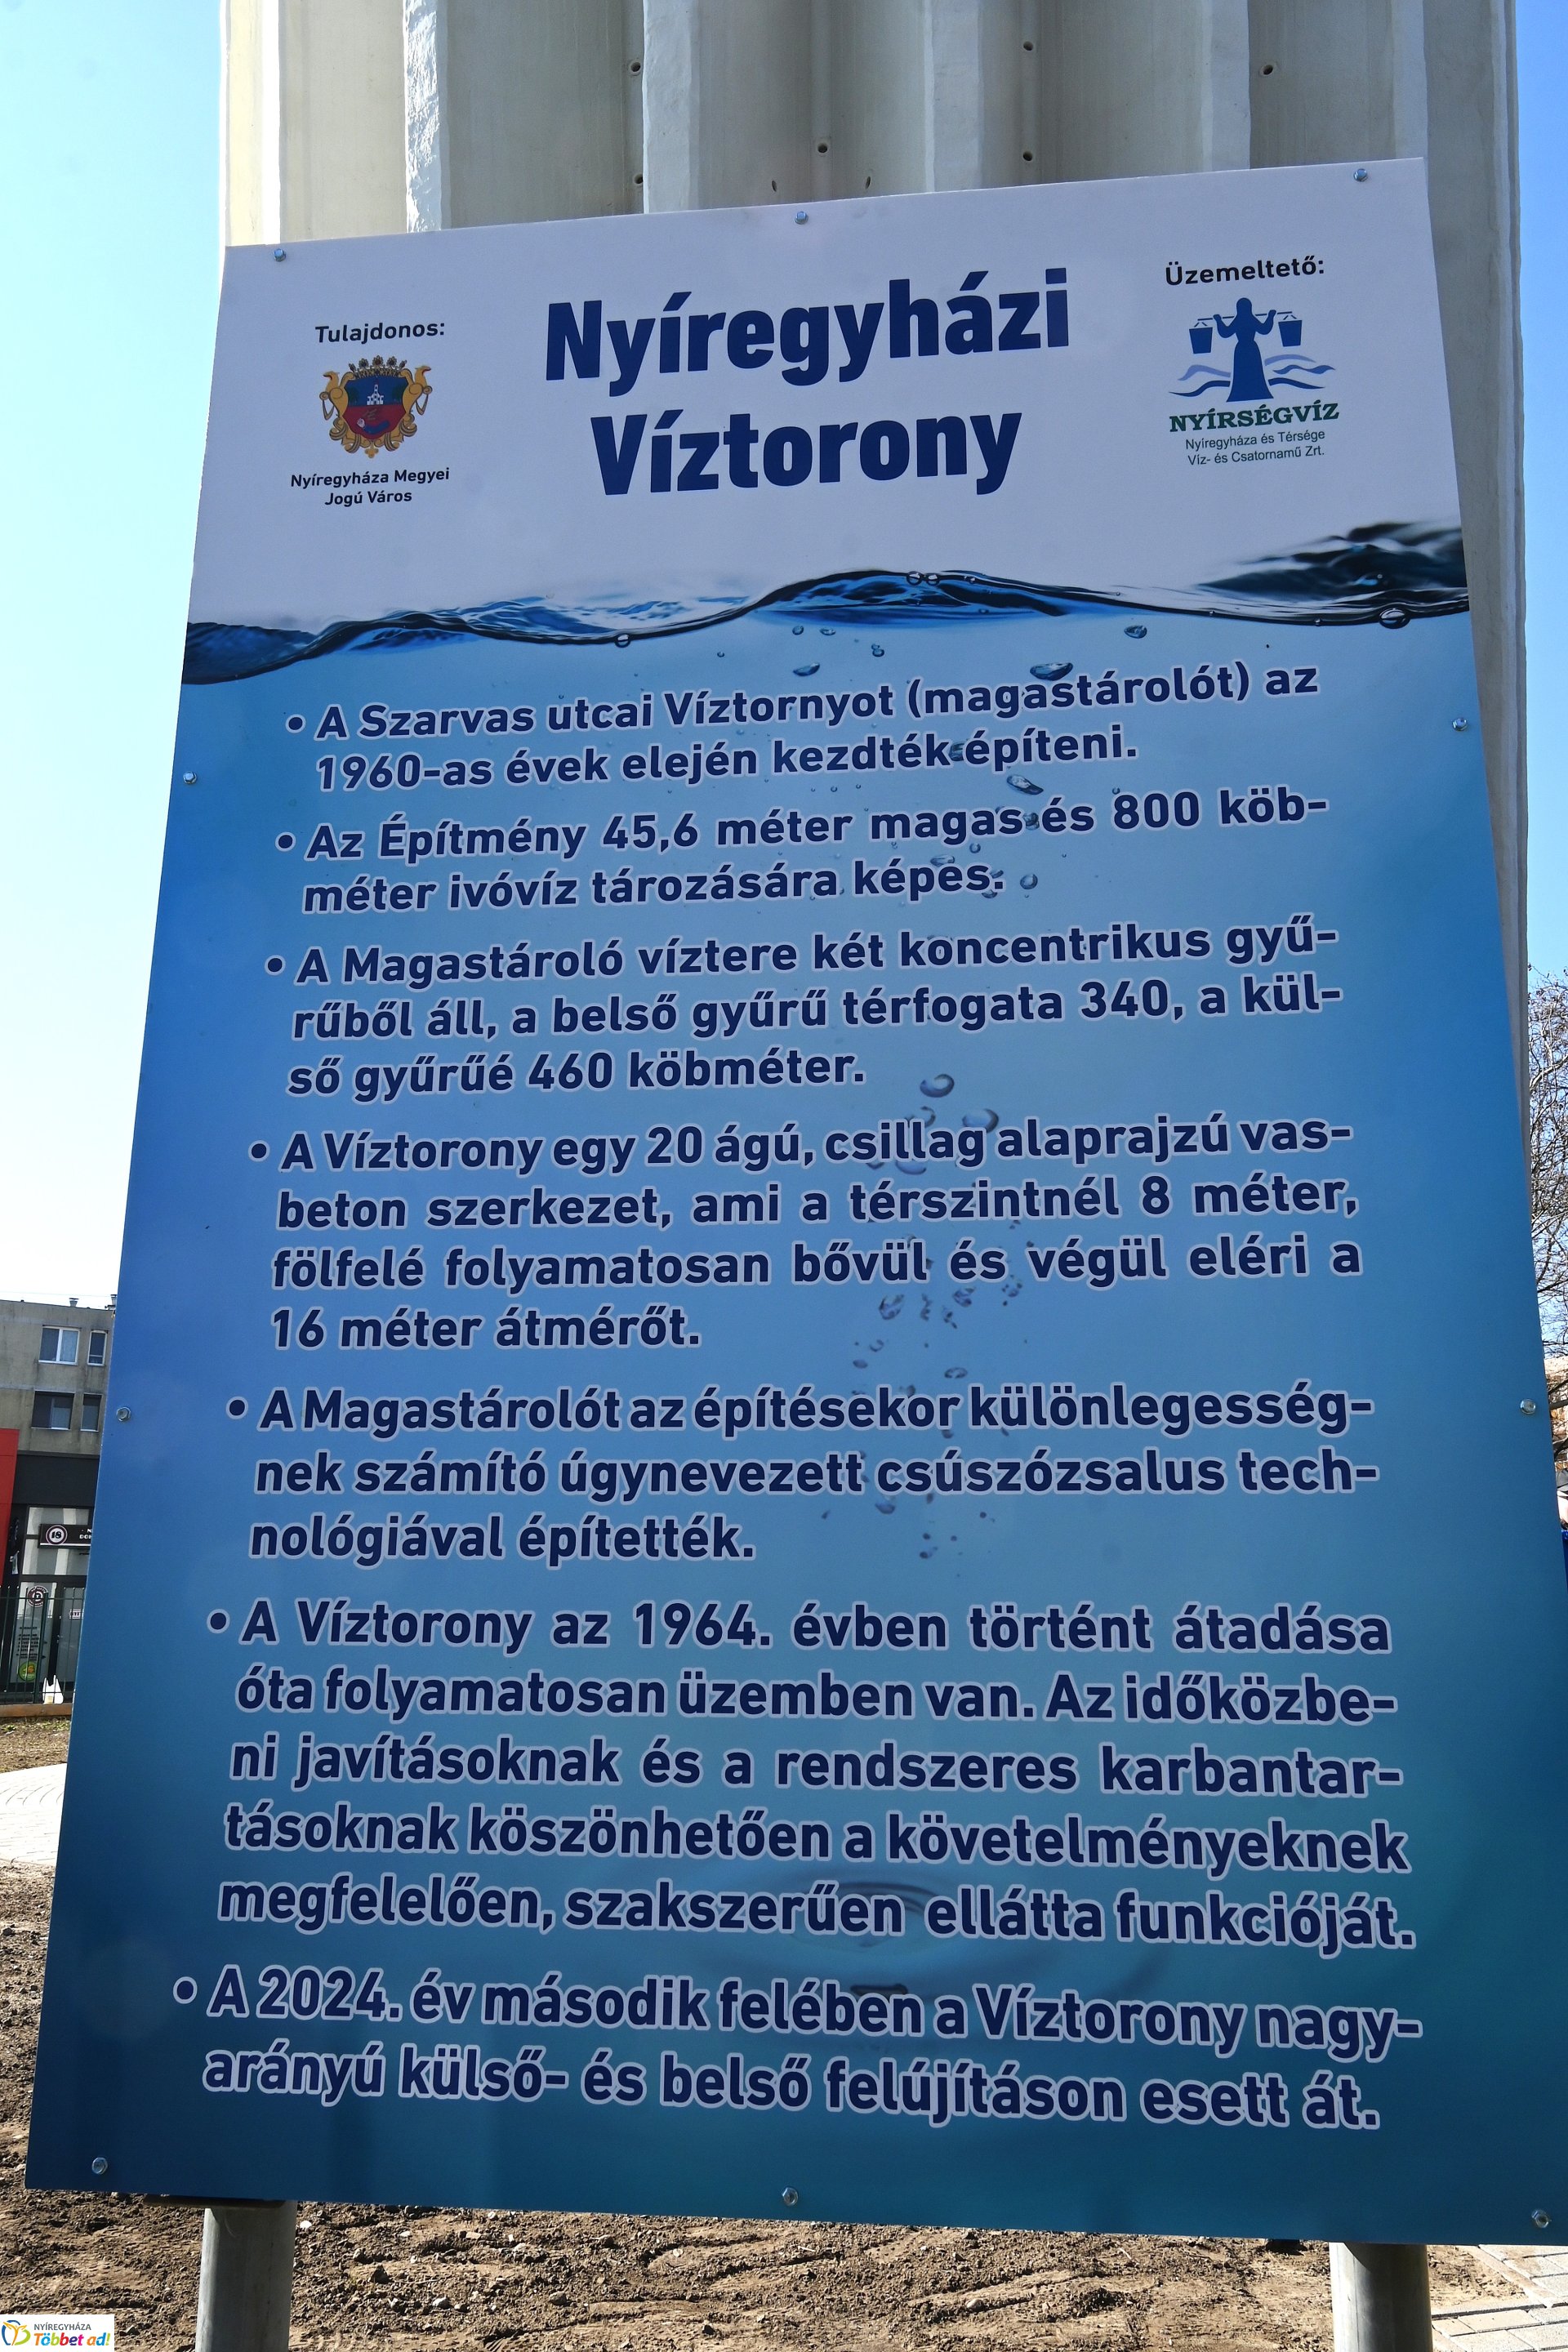 Tulajdonos:
Nyíregyháza Megyei
Jogú Város
Nyíregyházi
Víztorony
Üzemeltető:
NYÍRSÉGVÍZ
Nyíregyháza és Térsége
Víz- és Csatornamű Zrt.
• A Szarvas utcai Víztornyot (magastárolót) az
1960-as évek elején kezdték építeni.
• Az Építmény 45,6 méter magas és 800 köb-
méter ivóvíz tározására képes.
• A Magastároló víztere két koncentrikus gyű-
rűből áll, a belső gyűrű térfogata 340, a kül-
ső gyűrűé 460 köbméter.
• A Víztorony egy 20 ágú, csillag alaprajzú vas-
beton szerkezet, ami a térszintnél 8 méter,
fölfelé folyamatosan bővül és végül eléri a
16 méter átmérőt.
• A Magastárolót az építésekor különlegesség-
nek számító úgynevezett csúszózsalus tech-
nológiával építették.
• A Víztorony az 1964. évben történt átadása
óta folyamatosan üzemben van. Az időközbe-
ni javításoknak és a rendszeres karbantar-
tásoknak köszönhetően a követelményeknek
megfelelően, szakszerűen ellátta funkcióját.
• A 2024. év második felében a Víztorony nagy-
arányú külső- és belső felújításon esett át.
18
NYÍREGYHÁZA
Többet ad!